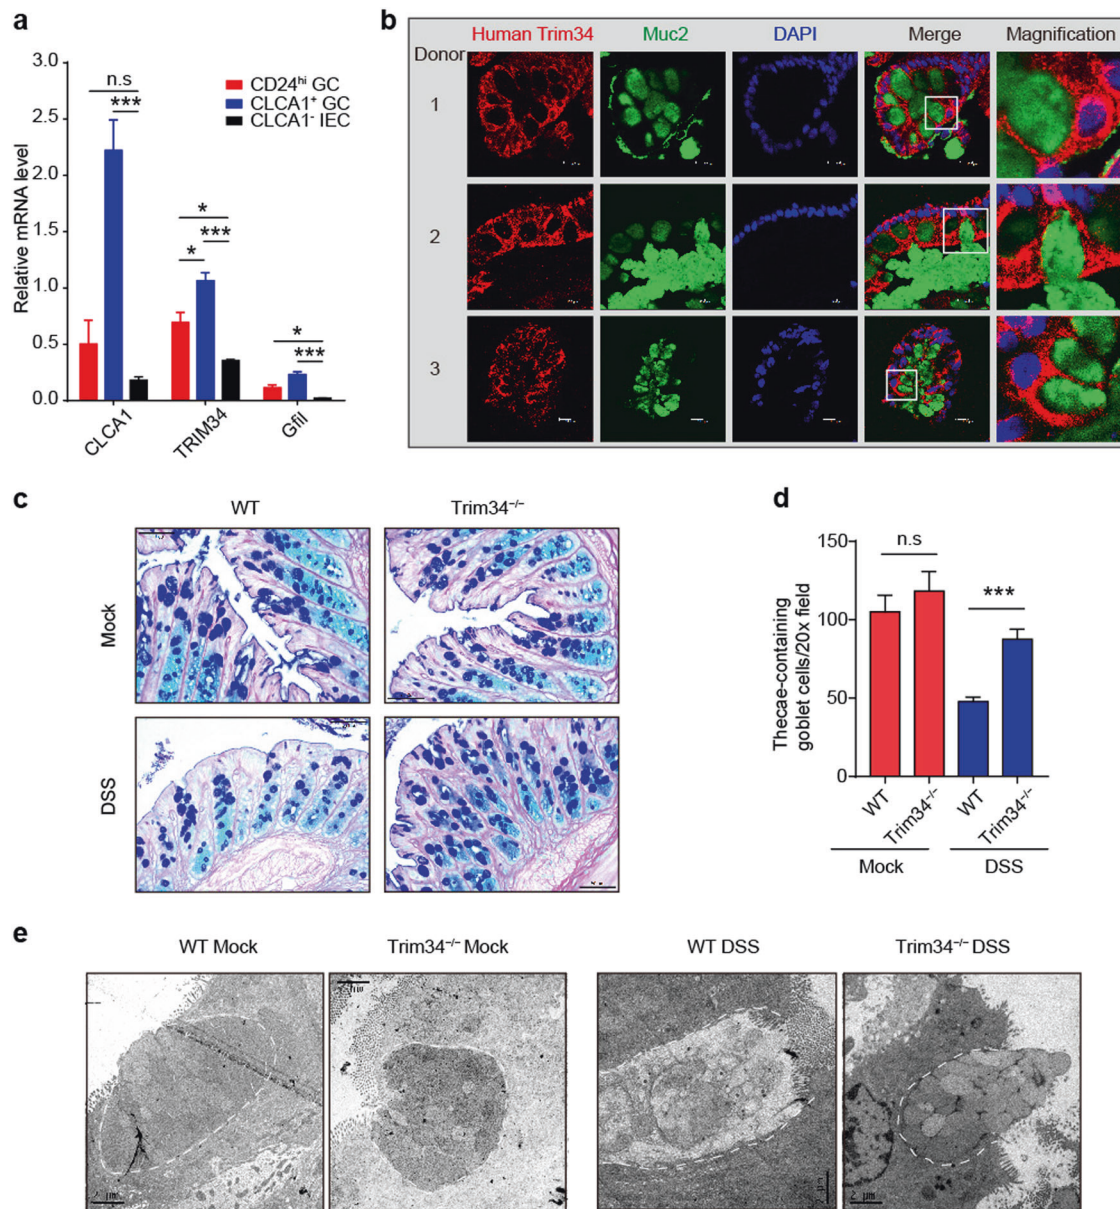 a
3.0
2.5
2.0
1.5
1.0
0.5
0.0
Relative mRNA level
n.s
***
*
*
***
*
***
CD24hi GC
CLCA1+ GC
CLCA1- IEC
CLCA1
TRIM34
Gfil
b
Human Trim34 Muc2 DAPI Merge Magnification
Donor
1
2
3
c
WT Trim34-/-
Mock
DSS
d
150
100
50
0
Thecae-containing
goblet cells/20x field
n.s
***
WT Trim34-/- WT Trim34-/-
Mock DSS
e
WT Mock Trim34-/- Mock WT DSS Trim34-/- DSS
2 µm
2 µm